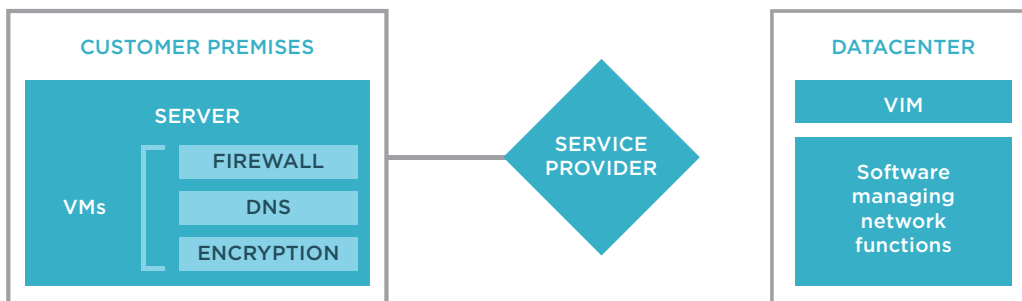 CUSTOMER PREMISES
SERVER
VMs
FIREWALL
DNS
ENCRYPTION
SERVICE
PROVIDER
DATACENTER
VIM
Software
managing
network
functions